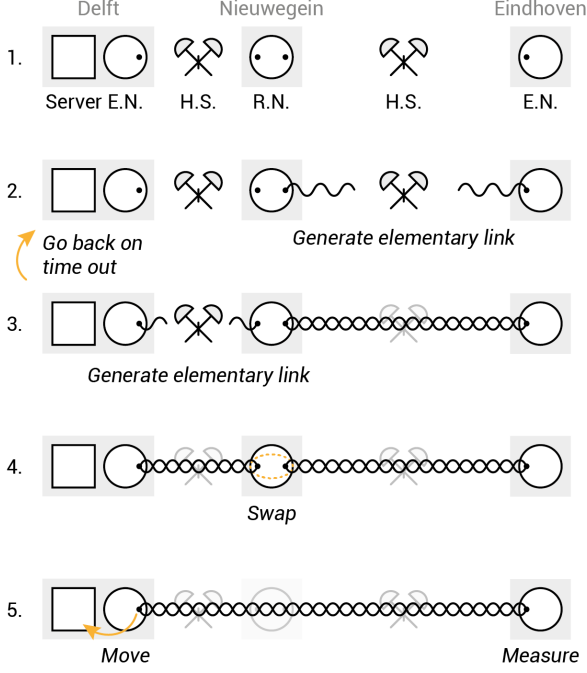 Delft Nieuwegein Eindhoven
1.
Server E.N. H.S. R.N. H.S. E.N.
2.
Go back on
time out
Generate elementary link
3.
Generate elementary link
4.
Swap
5.
Move Measure